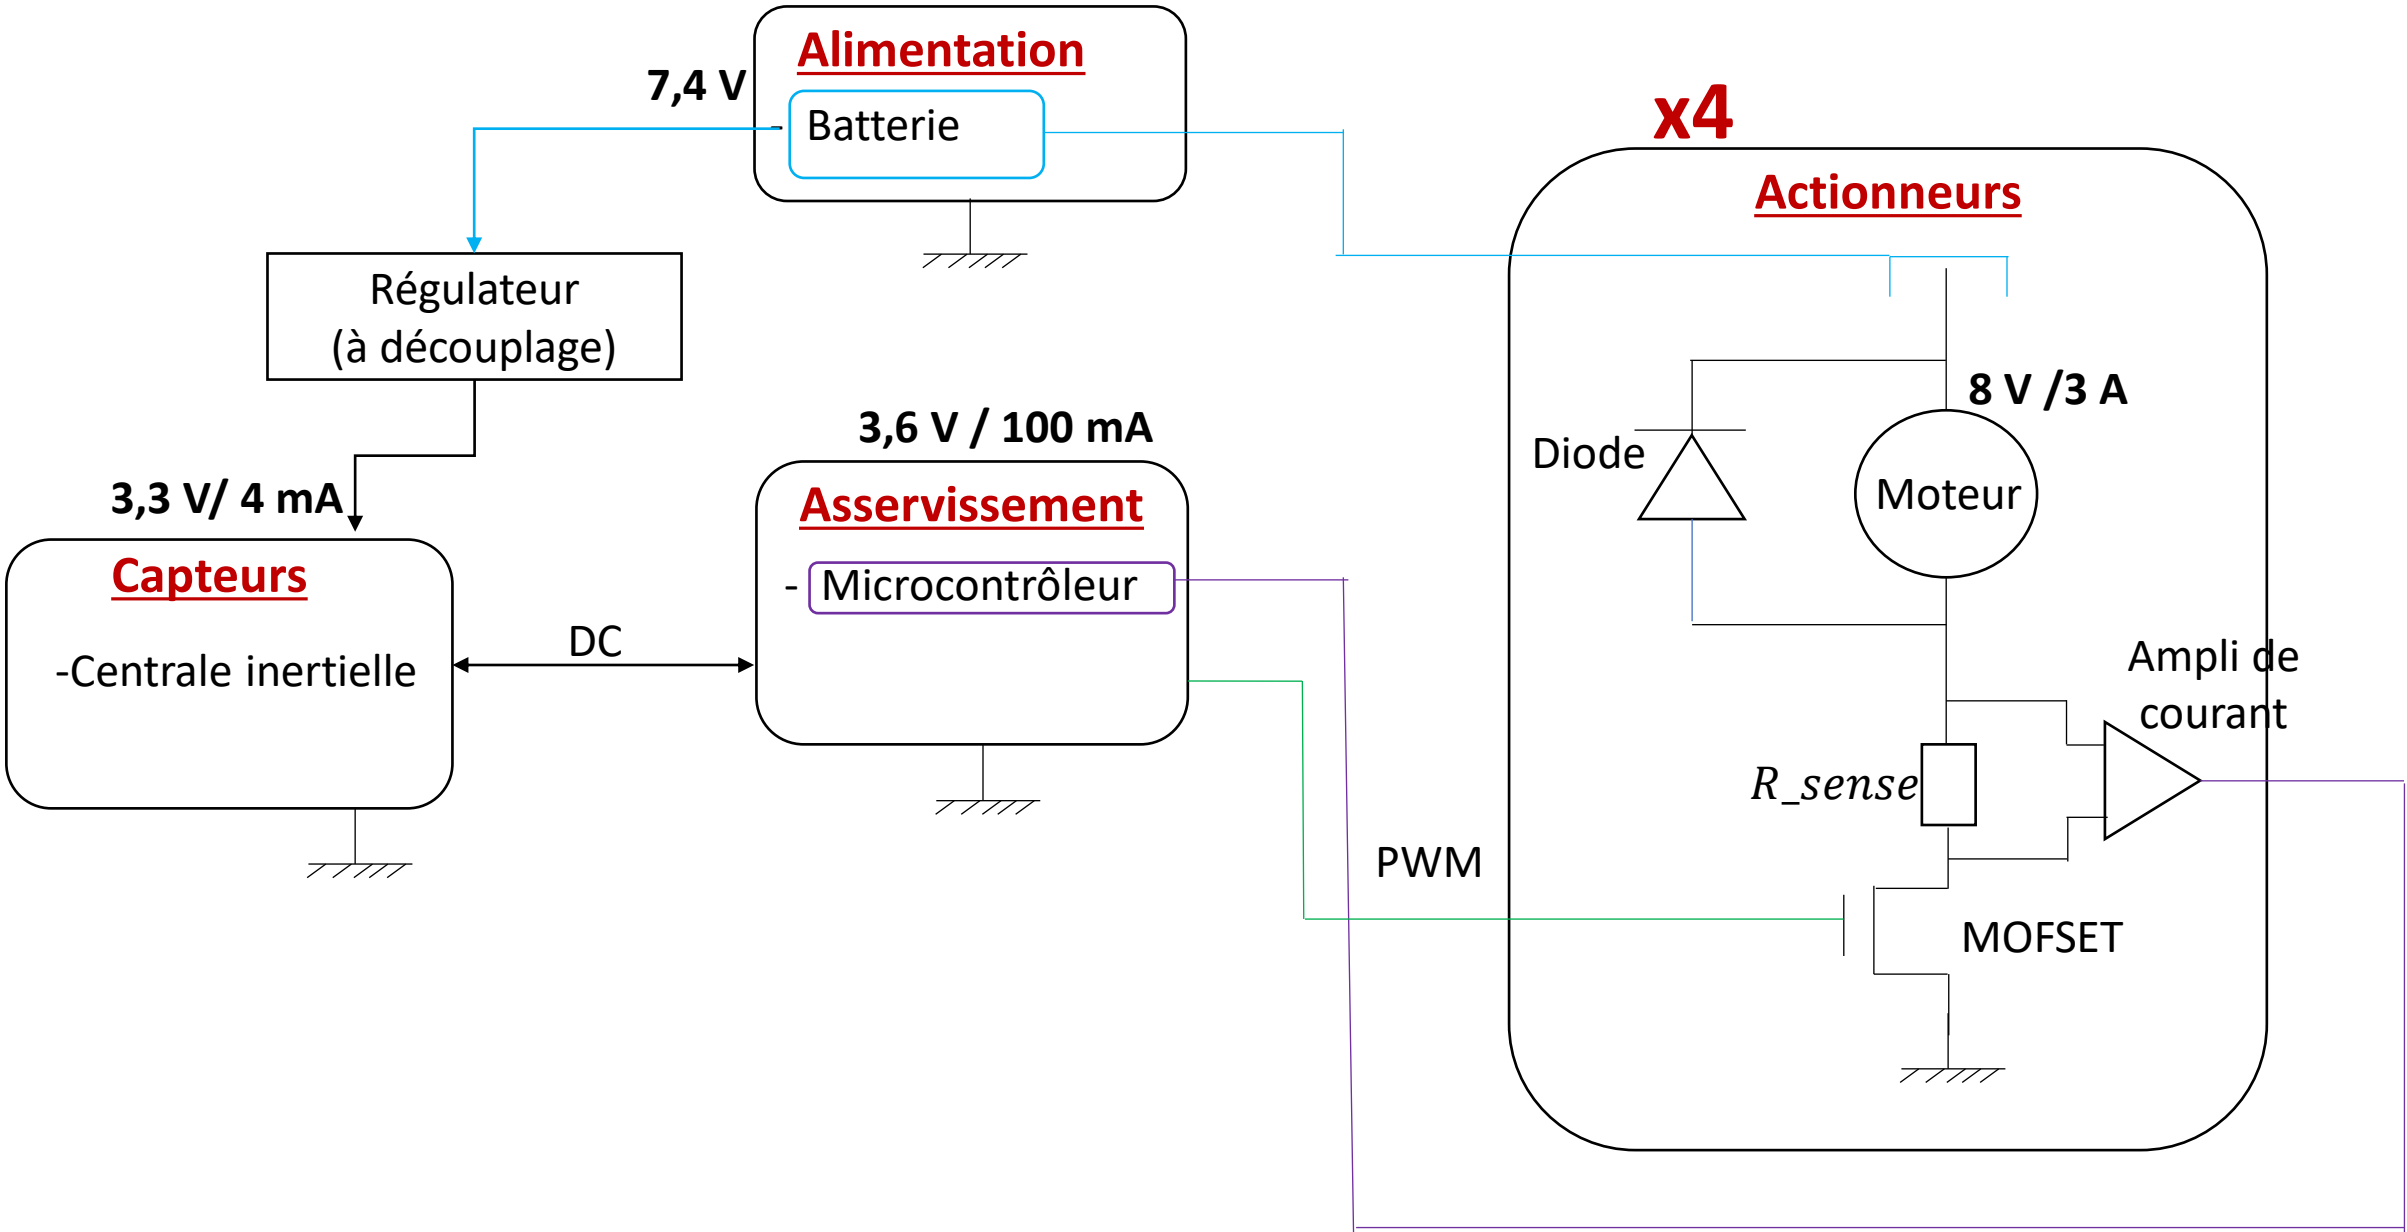 Alimentation
7,4 V
- Batterie
x4
Actionneurs
Régulateur
(à découplage)
8 V /3 A
3,6 V / 100 mA
Diode
Moteur
3,3 V/ 4 mA
Asservissement
Capteurs
- Microcontrôleur
DC
-Centrale inertielle
Ampli de
courant
R_sense
PWM
MOFSET